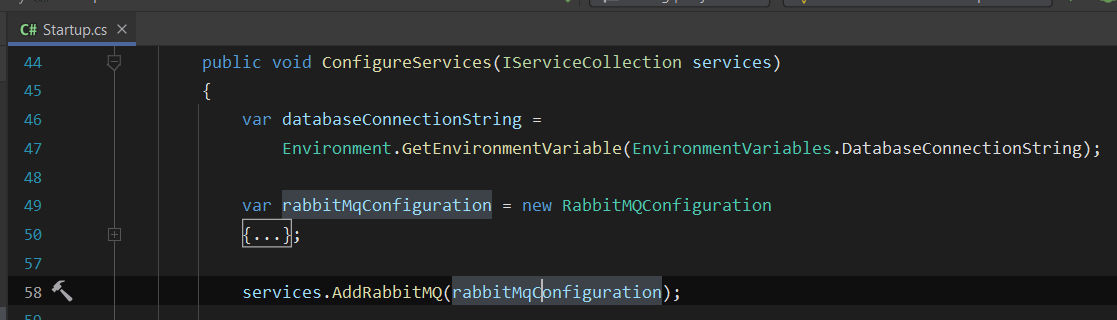 C# Startup.cs ×
44 public void ConfigureServices(IServiceCollection services)
45 {
46 var databaseConnectionString =
47 Environment.GetEnvironmentVariable(EnvironmentVariables.DatabaseConnectionString);
48
49 var rabbitMqConfiguration = new RabbitMQConfiguration
50 {...};
57
58 services.AddRabbitMQ(rabbitMqConfiguration);